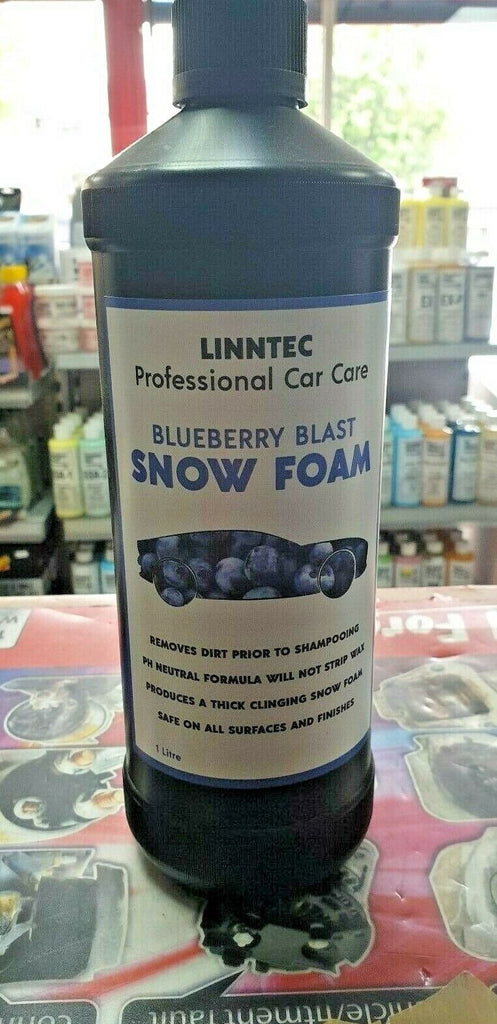 LINNTEC
Professional Car Care
BLUEBERRY BLAST
SNOW FOAM
REMOVES DIRT PRIOR TO SHAMPOOING
PH NEUTRAL FORMULA WILL NOT STRIP WAX
PRODUCES A THICK CLINGING SNOW FOAM
SAFE ON ALL SURFACES AND FINISHES
1 Litre